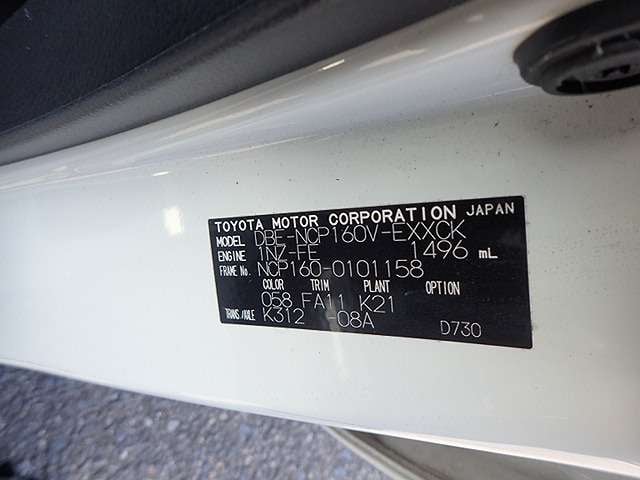 TOYOTA MOTOR CORPORATION JAPAN
MODEL DBE-NCP160V-EXXCK
ENGINE 1NZ-FE 1496 mL
FRAME No. NCP160-0101158
COLOR TRIM PLANT OPTION
058 FA11 K21
TRANS./AXLE K312 -08A D730